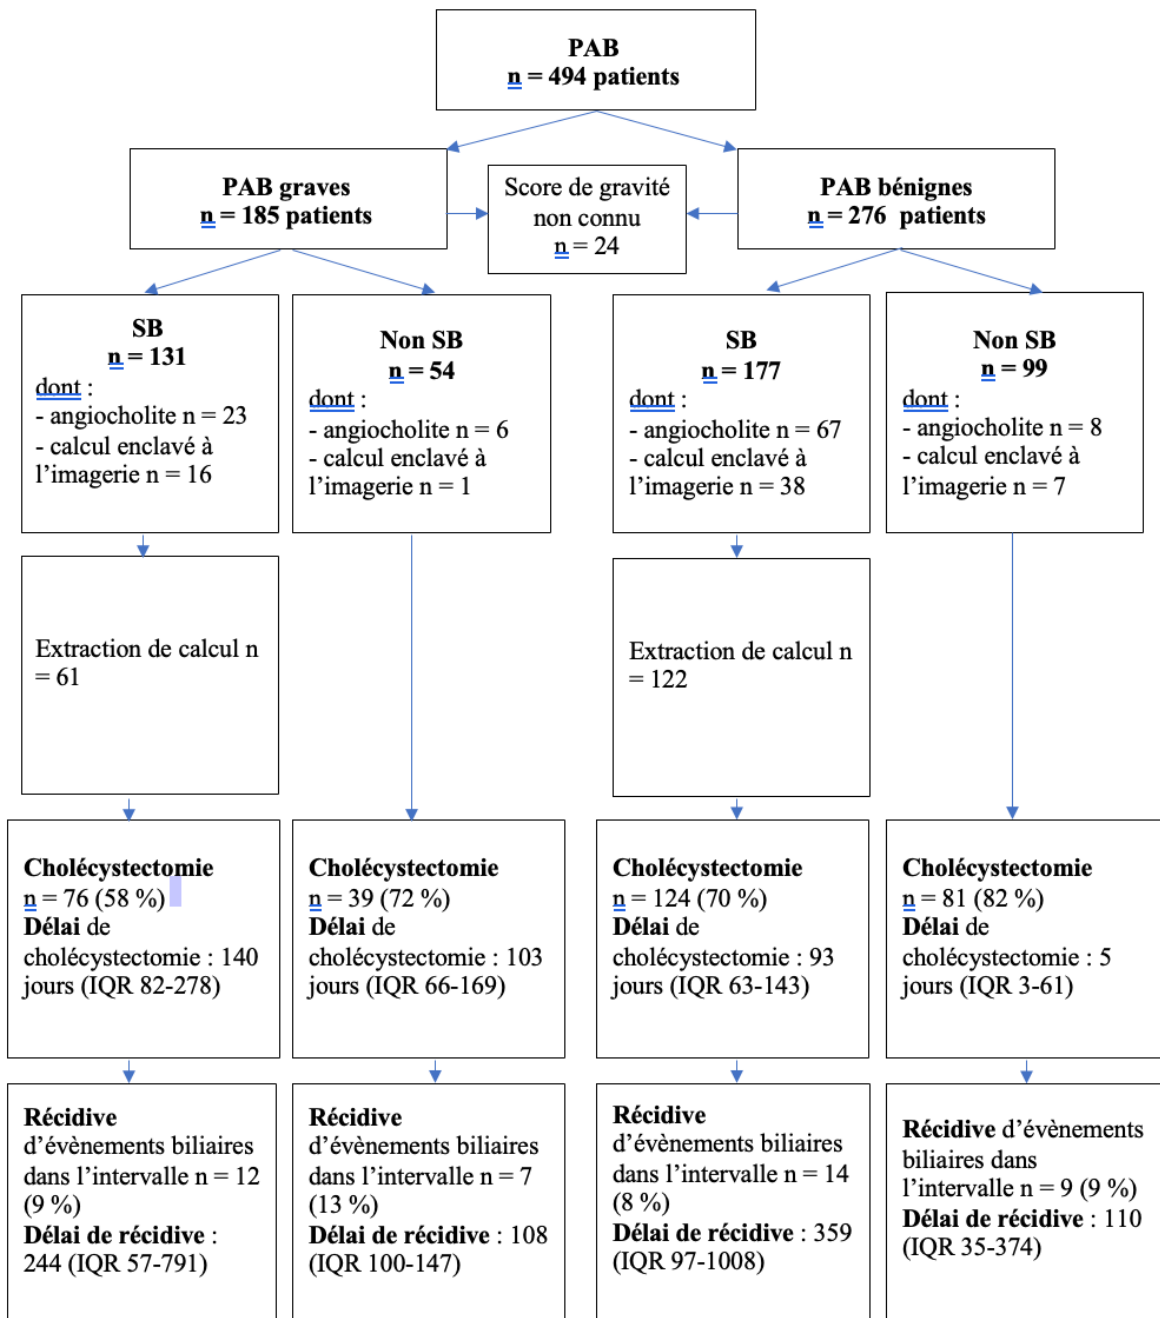 PAB
n = 494 patients
PAB graves
n = 185 patients
Score de gravité
non connu
n = 24
PAB bénignes
n = 276 patients
SB
n = 131
dont :
- angiocholite n = 23
- calcul enclavé à
l’imagerie n = 16
Non SB
n = 54
dont :
- angiocholite n = 6
- calcul enclavé à
l’imagerie n = 1
SB
n = 177
dont :
- angiocholite n = 67
- calcul enclavé à
l’imagerie n = 38
Non SB
n = 99
dont :
- angiocholite n = 8
- calcul enclavé à
l’imagerie n = 7
Extraction de calcul n
= 61
Extraction de calcul n
= 122
Cholécystectomie
n = 76 (58 %)
Délai de
cholécystectomie : 140
jours (IQR 82-278)
Cholécystectomie
n = 39 (72 %)
Délai de
cholécystectomie : 103
jours (IQR 66-169)
Cholécystectomie
n = 124 (70 %)
Délai de
cholécystectomie : 93
jours (IQR 63-143)
Cholécystectomie
n = 81 (82 %)
Délai de
cholécystectomie : 5
jours (IQR 3-61)
Récidive
d’évènements biliaires
dans l’intervalle n = 12
(9 %)
Délai de récidive :
244 (IQR 57-791)
Récidive
d’évènements biliaires
dans l’intervalle n = 7
(13 %)
Délai de récidive : 108
(IQR 100-147)
Récidive
d’évènements biliaires
dans l’intervalle n = 14
(8 %)
Délai de récidive : 359
(IQR 97-1008)
Récidive d’évènements
biliaires dans
l’intervalle n = 9 (9 %)
Délai de récidive : 110
(IQR 35-374)